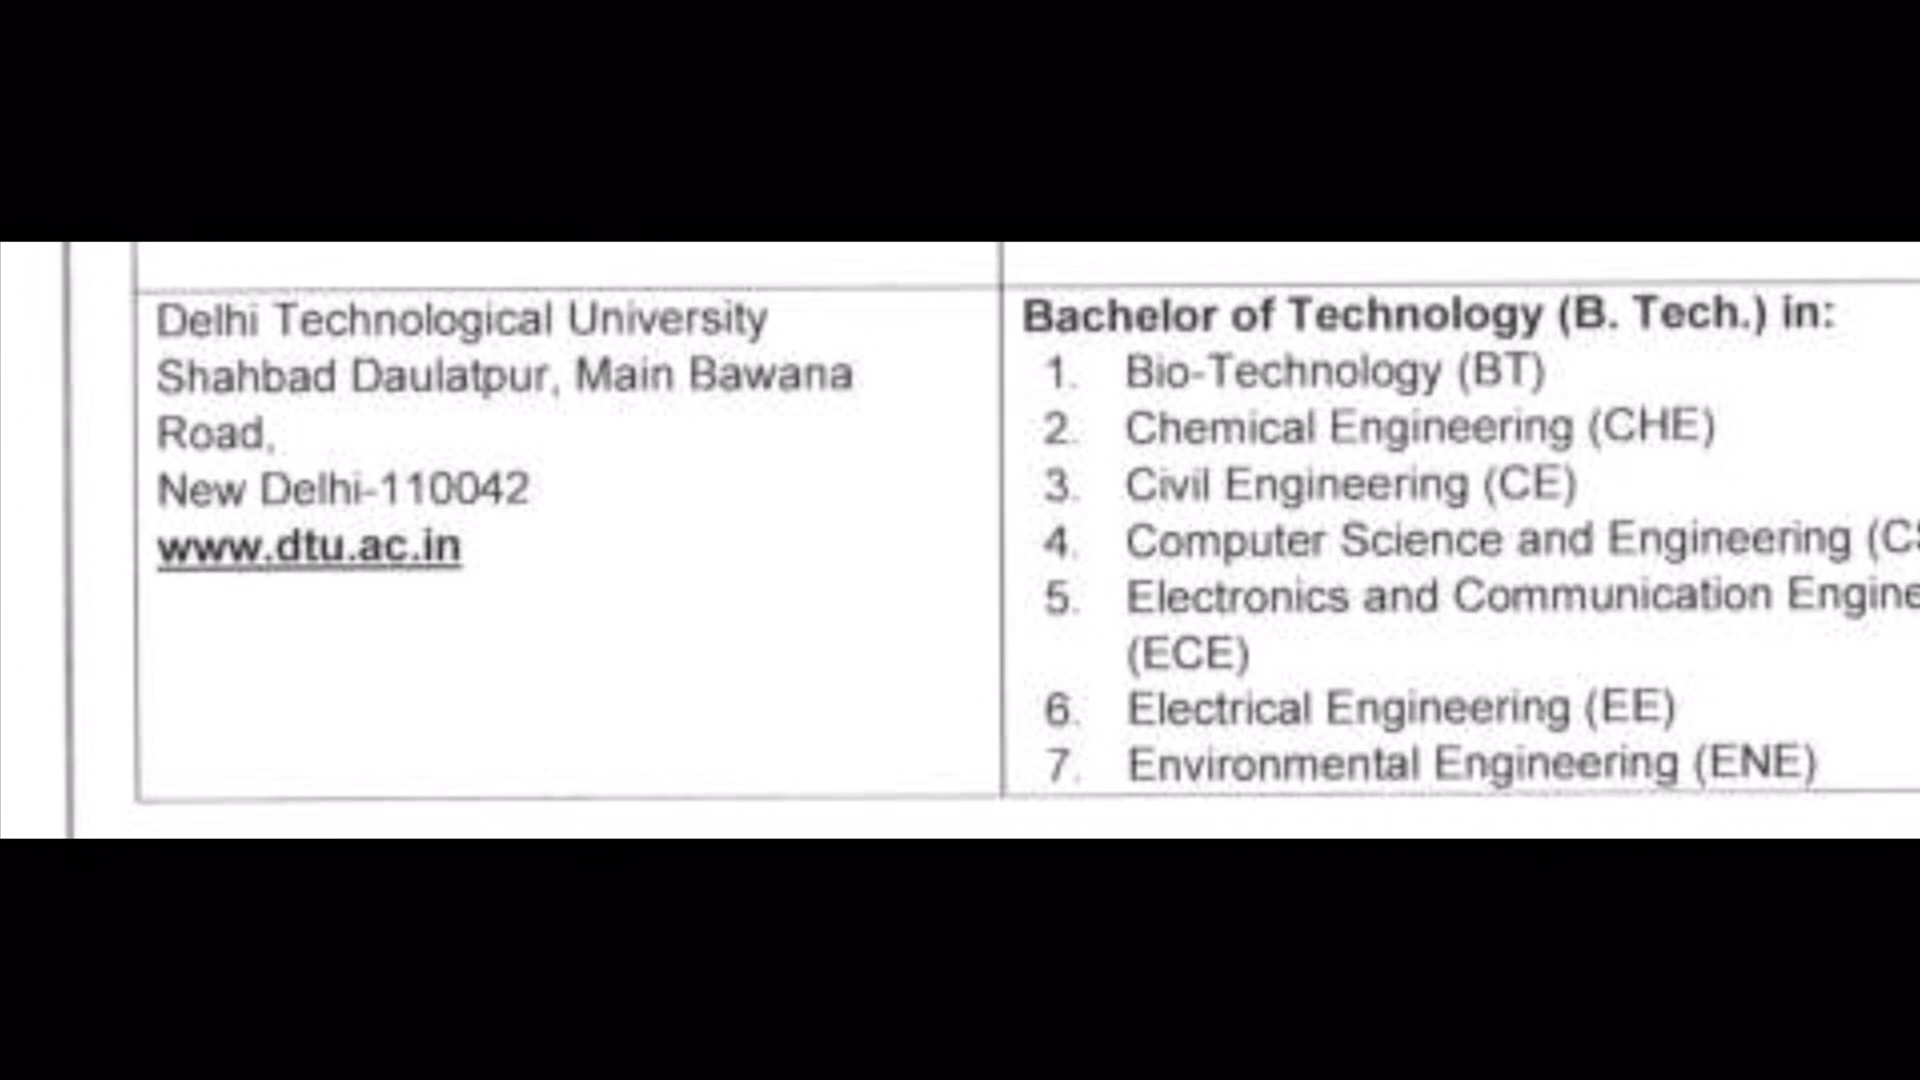 Delhi Technological University
Shahbad Daulatpur, Main Bawana
Road,
New Delhi-110042
www.dtu.ac.in
Bachelor of Technology (B. Tech.) in:
1. Bio-Technology (BT)
2. Chemical Engineering (CHE)
3. Civil Engineering (CE)
4. Computer Science and Engineering (CS
5. Electronics and Communication Engine
(ECE)
6. Electrical Engineering (EE)
7. Environmental Engineering (ENE)